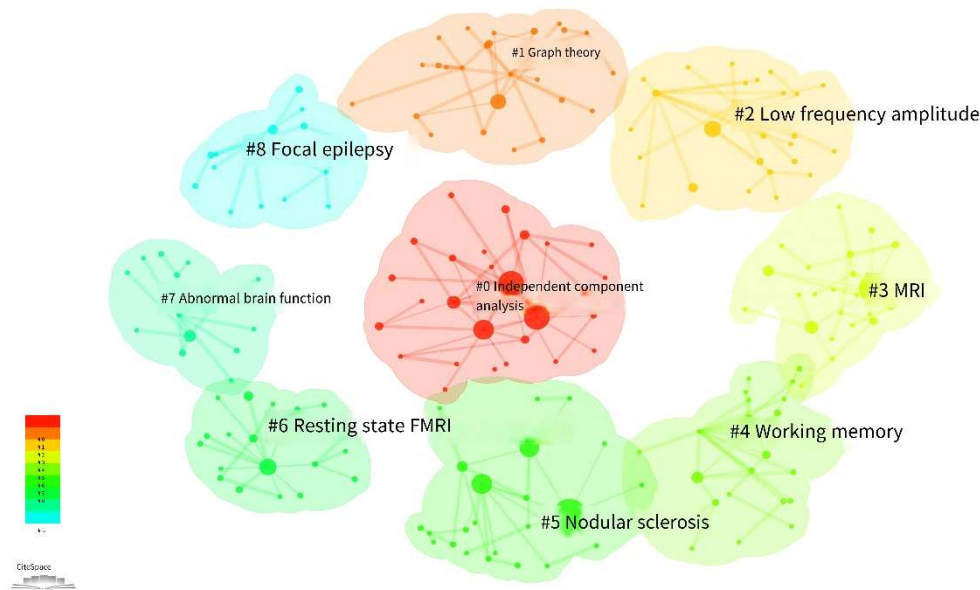 #1 Graph theory
#2 Low frequency amplitude
#8 Focal epilepsy
#0 Independent component
analysis
#3 MRI
#7 Abnormal brain function
#6 Resting state FMRI
#4 Working memory
#5 Nodular sclerosis
CiteSpace